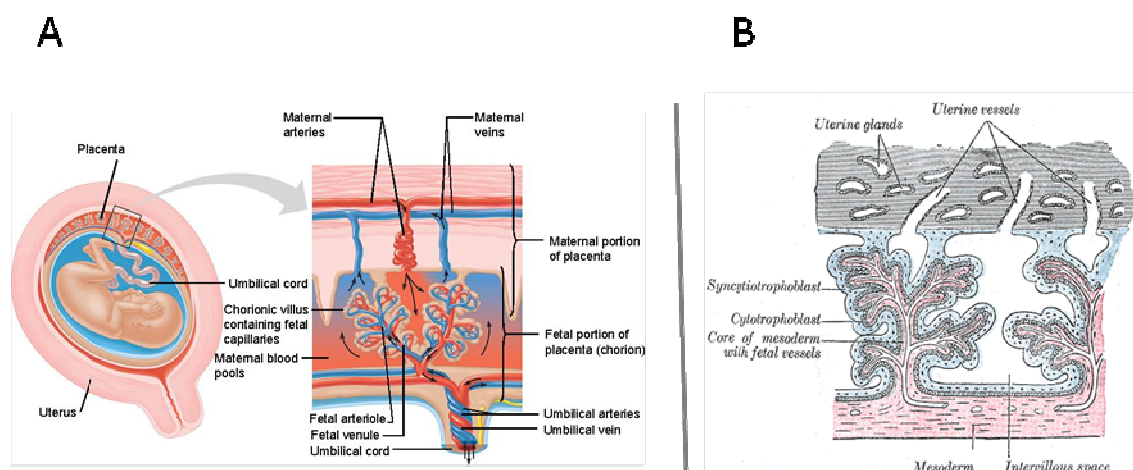 A
B
Maternal
arteries
Maternal
veins
Placenta
Umbilical cord
Chorionic villus
containing fetal
capillaries
Maternal blood
pools
Uterus
Maternal portion
of placenta
Fetal portion of
placenta (chorion)
Fetal arteriole
Fetal venule
Umbilical cord
Umbilical arteries
Umbilical vein
Uterine vessels
Uterine glands
Syncytiotrophoblast
Cytotrophoblast
Core of mesoderm
with fetal vessels
Mesoderm
Intervillous space